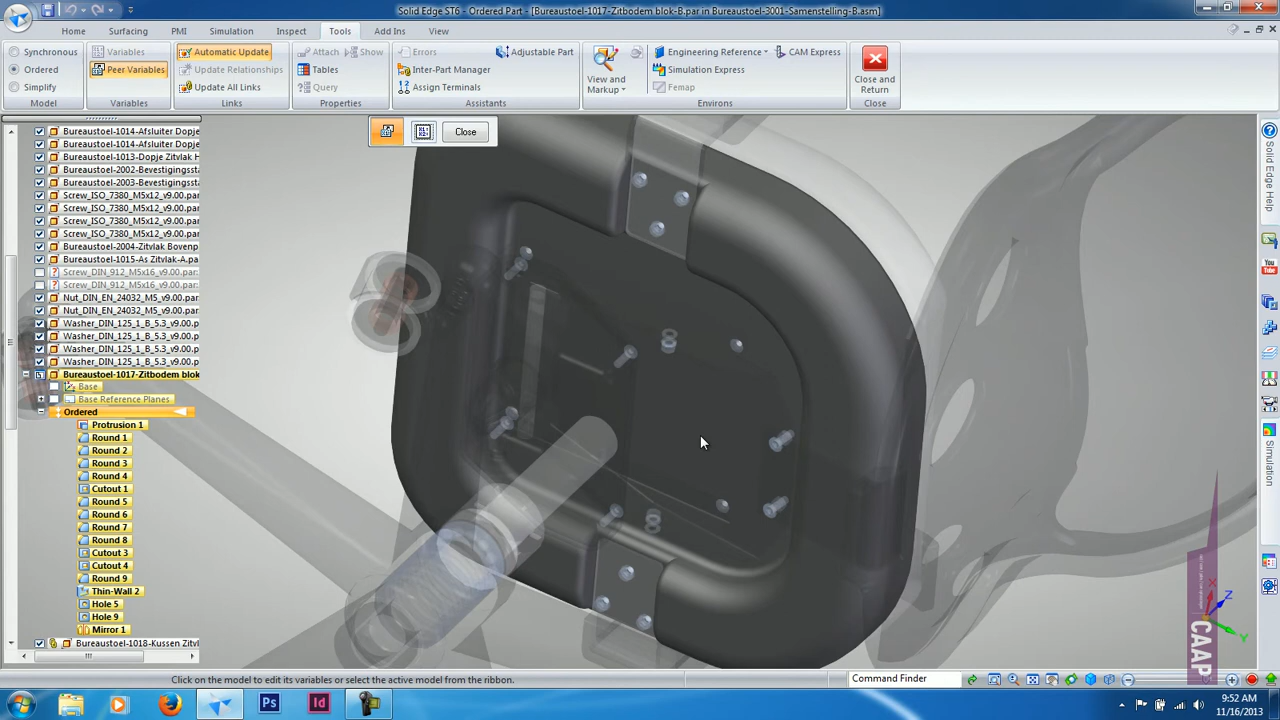 Solid Edge ST6 - Ordered Part - [Bureaustoel-1017-Zitbodem blok-B.par in Bureaustoel-3001-Samenstelling-B.asm]
Home Surfacing PMI Simulation Inspect Tools Add Ins View
Synchronous Variables Automatic Update Attach Show Errors Adjustable Part Engineering Reference CAM Express
Ordered Peer Variables Update Relationships Tables Inter-Part Manager View and Markup Simulation Express Close and Return
Simplify Update All Links Query Assign Terminals Femap
Model Variables Links Properties Assistants Environs Close
Close
Bureaustoel-1014-Afsluiter Dopje
Bureaustoel-1014-Afsluiter Dopje
Bureaustoel-1013-Dopje Zitvlak H
Bureaustoel-2002-Bevestigingssta
Bureaustoel-2003-Bevestigingssta
Screw_ISO_7380_M5x12_v9.00.par
Screw_ISO_7380_M5x12_v9.00.par
Screw_ISO_7380_M5x12_v9.00.par
Screw_ISO_7380_M5x12_v9.00.par
Bureaustoel-2004-Zitvlak Bovenp
Bureaustoel-1015-As Zitvlak-A.par
Screw_DIN_912_M5x16_v9.00.par:
Screw_DIN_912_M5x16_v9.00.par:
Nut_DIN_EN_24032_M5_v9.00.par
Nut_DIN_EN_24032_M5_v9.00.par
Washer_DIN_125_1_B_5.3_v9.00.p
Washer_DIN_125_1_B_5.3_v9.00.p
Washer_DIN_125_1_B_5.3_v9.00.p
Washer_DIN_125_1_B_5.3_v9.00.p
Bureaustoel-1017-Zitbodem blok
Base
Base Reference Planes
Ordered
Protrusion 1
Round 1
Round 2
Round 3
Round 4
Cutout 1
Round 5
Round 6
Round 7
Round 8
Cutout 3
Cutout 4
Round 9
Thin-Wall 2
Hole 5
Hole 9
Mirror 1
Bureaustoel-1018-Kussen Zitvl
Solid Edge Help
You Tube
Simulation
X
Z
Y
CAAP
Click on the model to edit its variables or select the active model from the ribbon.
Command Finder
Ps
Id
9:52 AM
11/16/2013